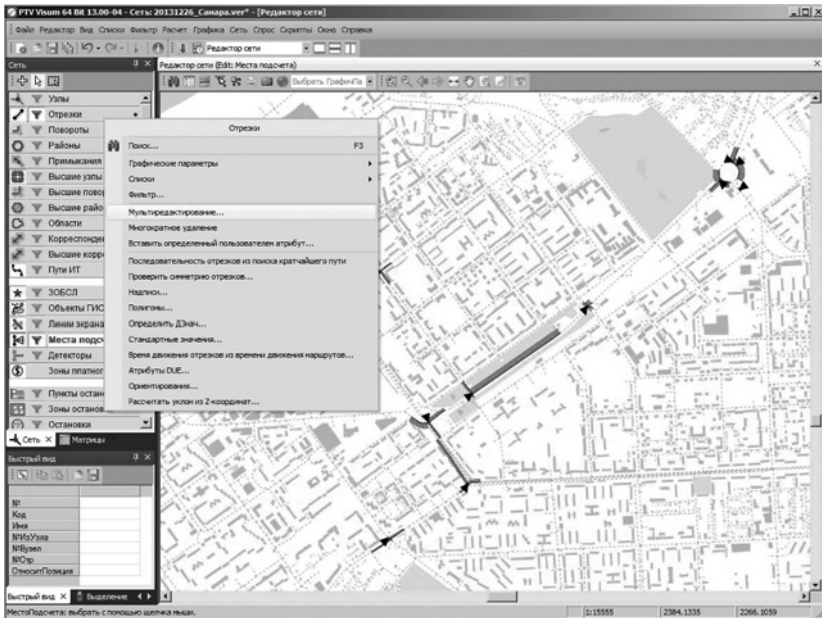 PTV Visum 64 Bit 13.00-04 - Сеть: 20131226_Самара.ver* - [Редактор сети]
Файл Редактор Вид Списки Фильтр Расчет Графика Сеть Спрос Скрипты Окно Справка
Редактор сети
Сеть
Редактор сети (Edit: Места подсчета)
Выбрать ГрафичПа
Узлы
Отрезки
Повороты
Районы
Примыкания
Высшие узлы
Высшие повор
Высшие райо
Области
Корреспонде
Высшие корр
Пути ИТ
ЗОБСЛ
Объекты ГИС
Линии экрана
Места подсч
Детекторы
Зоны платног
Пункты остан
Зоны останов
Остановки
Отрезки
Поиск... F3
Графические параметры
Списки
Фильтр...
Мультиредактирование...
Многократное удаление
Вставить определенный пользователем атрибут...
Последовательность отрезков из поиска кратчайшего пути
Проверить симметрию отрезков...
Надписи...
Полигоны...
Определить ДЗнач...
Стандартные значения...
Время движения отрезков из времени движения маршрутов...
Атрибуты DUE...
Ориентирования...
Рассчитать уклон из Z-координат...
Сеть Матрицы
Быстрый вид
№
Код
Имя
№ИзУзла
№Вузел
№Отр
ОтноситПозиция
Быстрый вид Выделение
МестоПодсчета: выбрать с помощью щелчка мыши.
1:15555 2384.1335 2266.1059